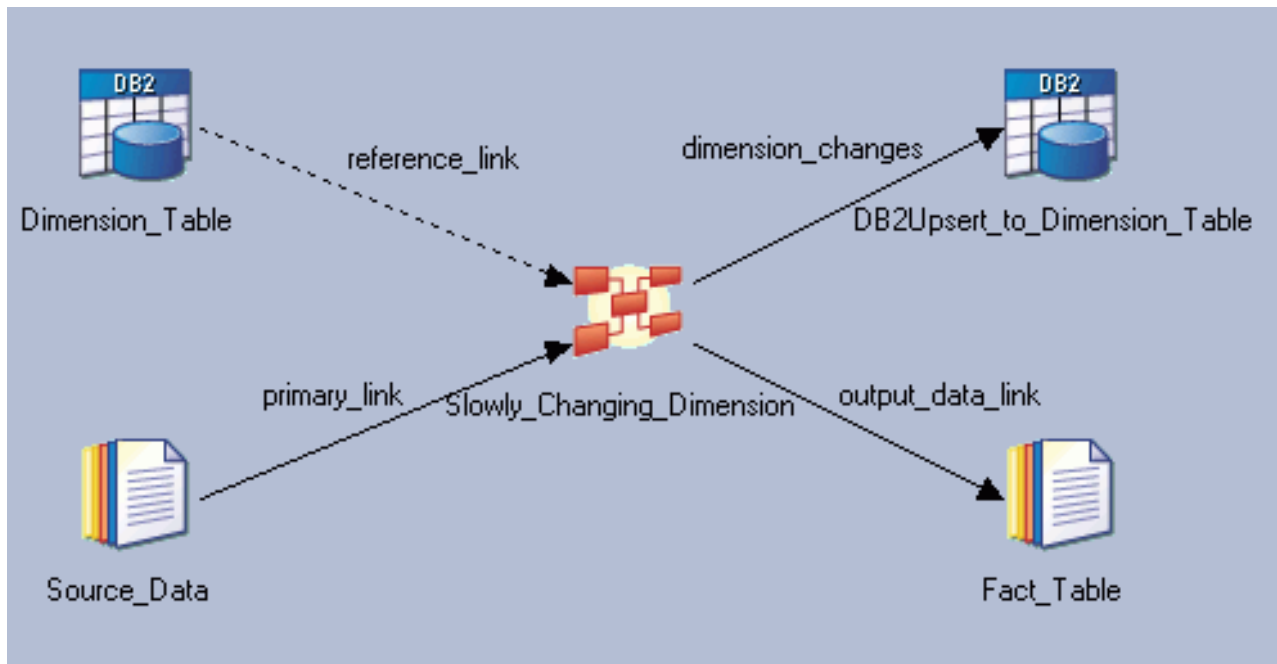 DB2
DB2
reference_link
dimension_changes
Dimension_Table
DB2Upsert_to_Dimension_Table
primary_link
Slowly_Changing_Dimension
output_data_link
Source_Data
Fact_Table